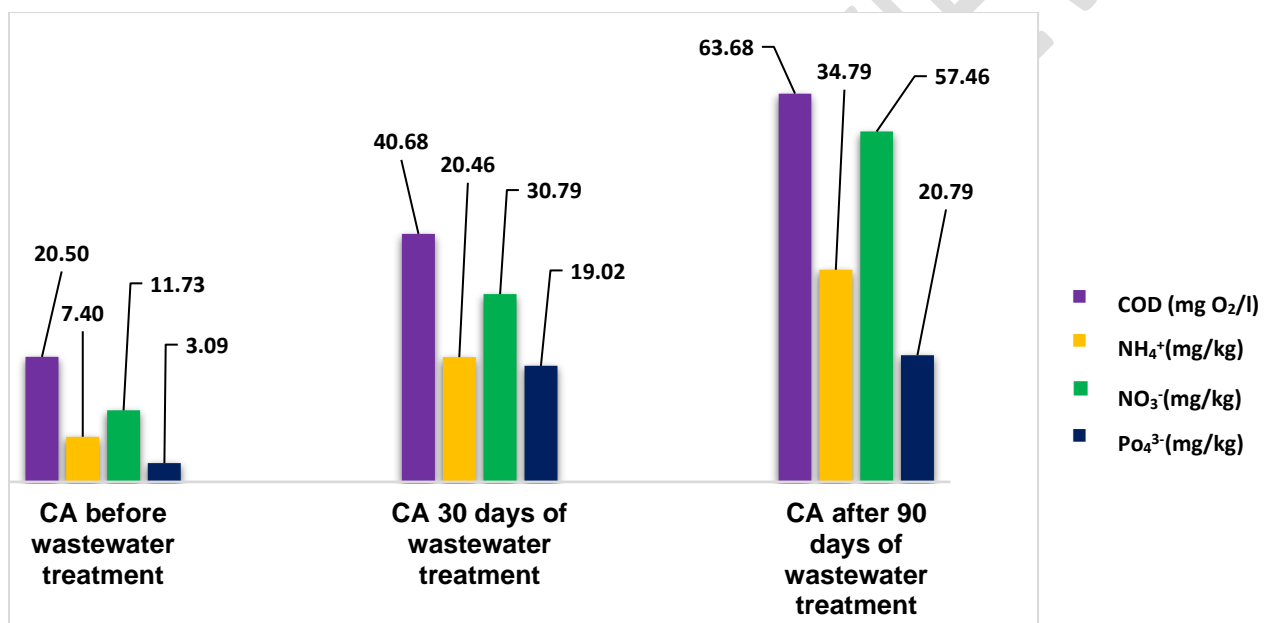 63.68
34.79
57.46
40.68
20.46
30.79
20.79
20.50
7.40
11.73
3.09
19.02
CA before
wastewater
treatment
CA 30 days of
wastewater
treatment
CA after 90
days of
wastewater
treatment
COD (mg O₂/l)
NH₄⁺(mg/kg)
NO₃⁻(mg/kg)
Po₄³⁻(mg/kg)